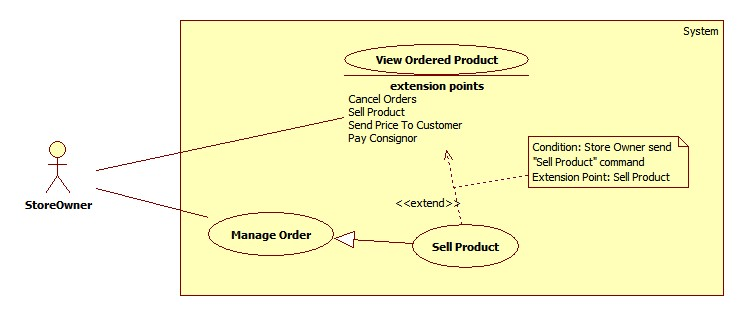 System
View Ordered Product
extension points
Cancel Orders
Sell Product
Send Price To Customer
Pay Consignor
Condition: Store Owner send
"Sell Product" command
Extension Point: Sell Product
StoreOwner
<<extend>>
Manage Order
Sell Product